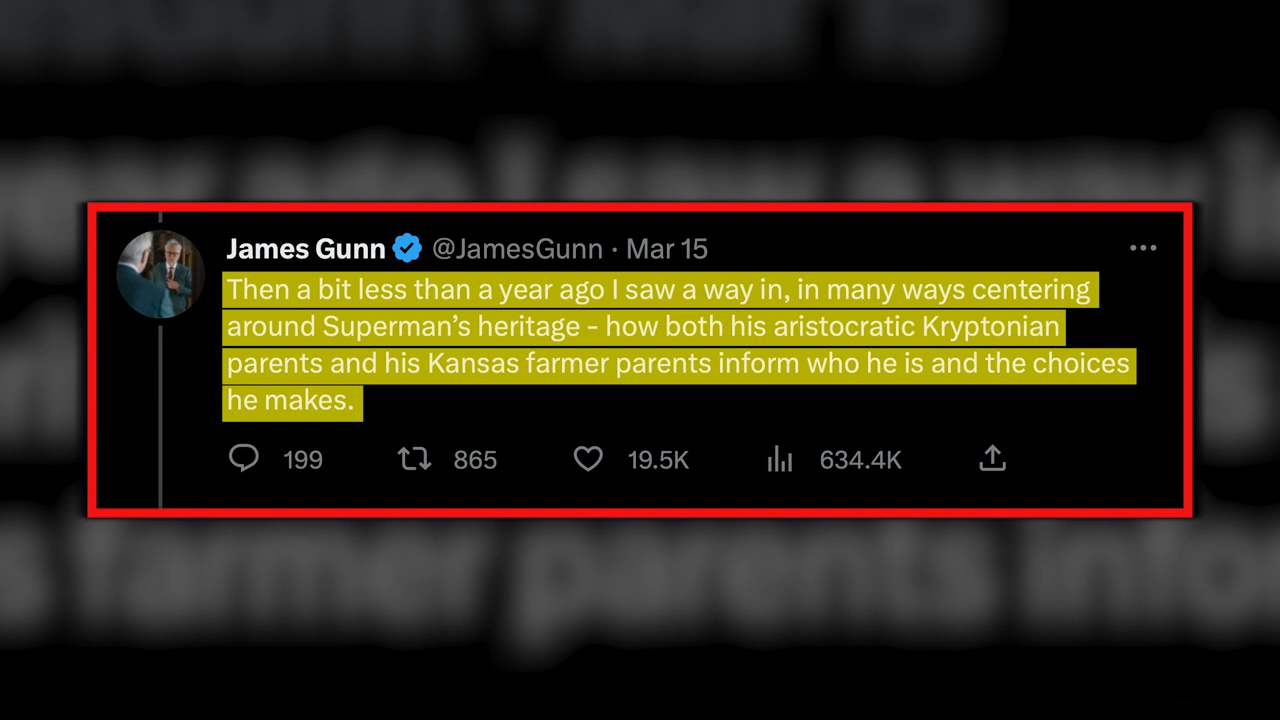 James Gunn @JamesGunn · Mar 15
Then a bit less than a year ago I saw a way in, in many ways centering
around Superman’s heritage - how both his aristocratic Kryptonian
parents and his Kansas farmer parents inform who he is and the choices
he makes.
199 865 19.5K 634.4K
farmer parents